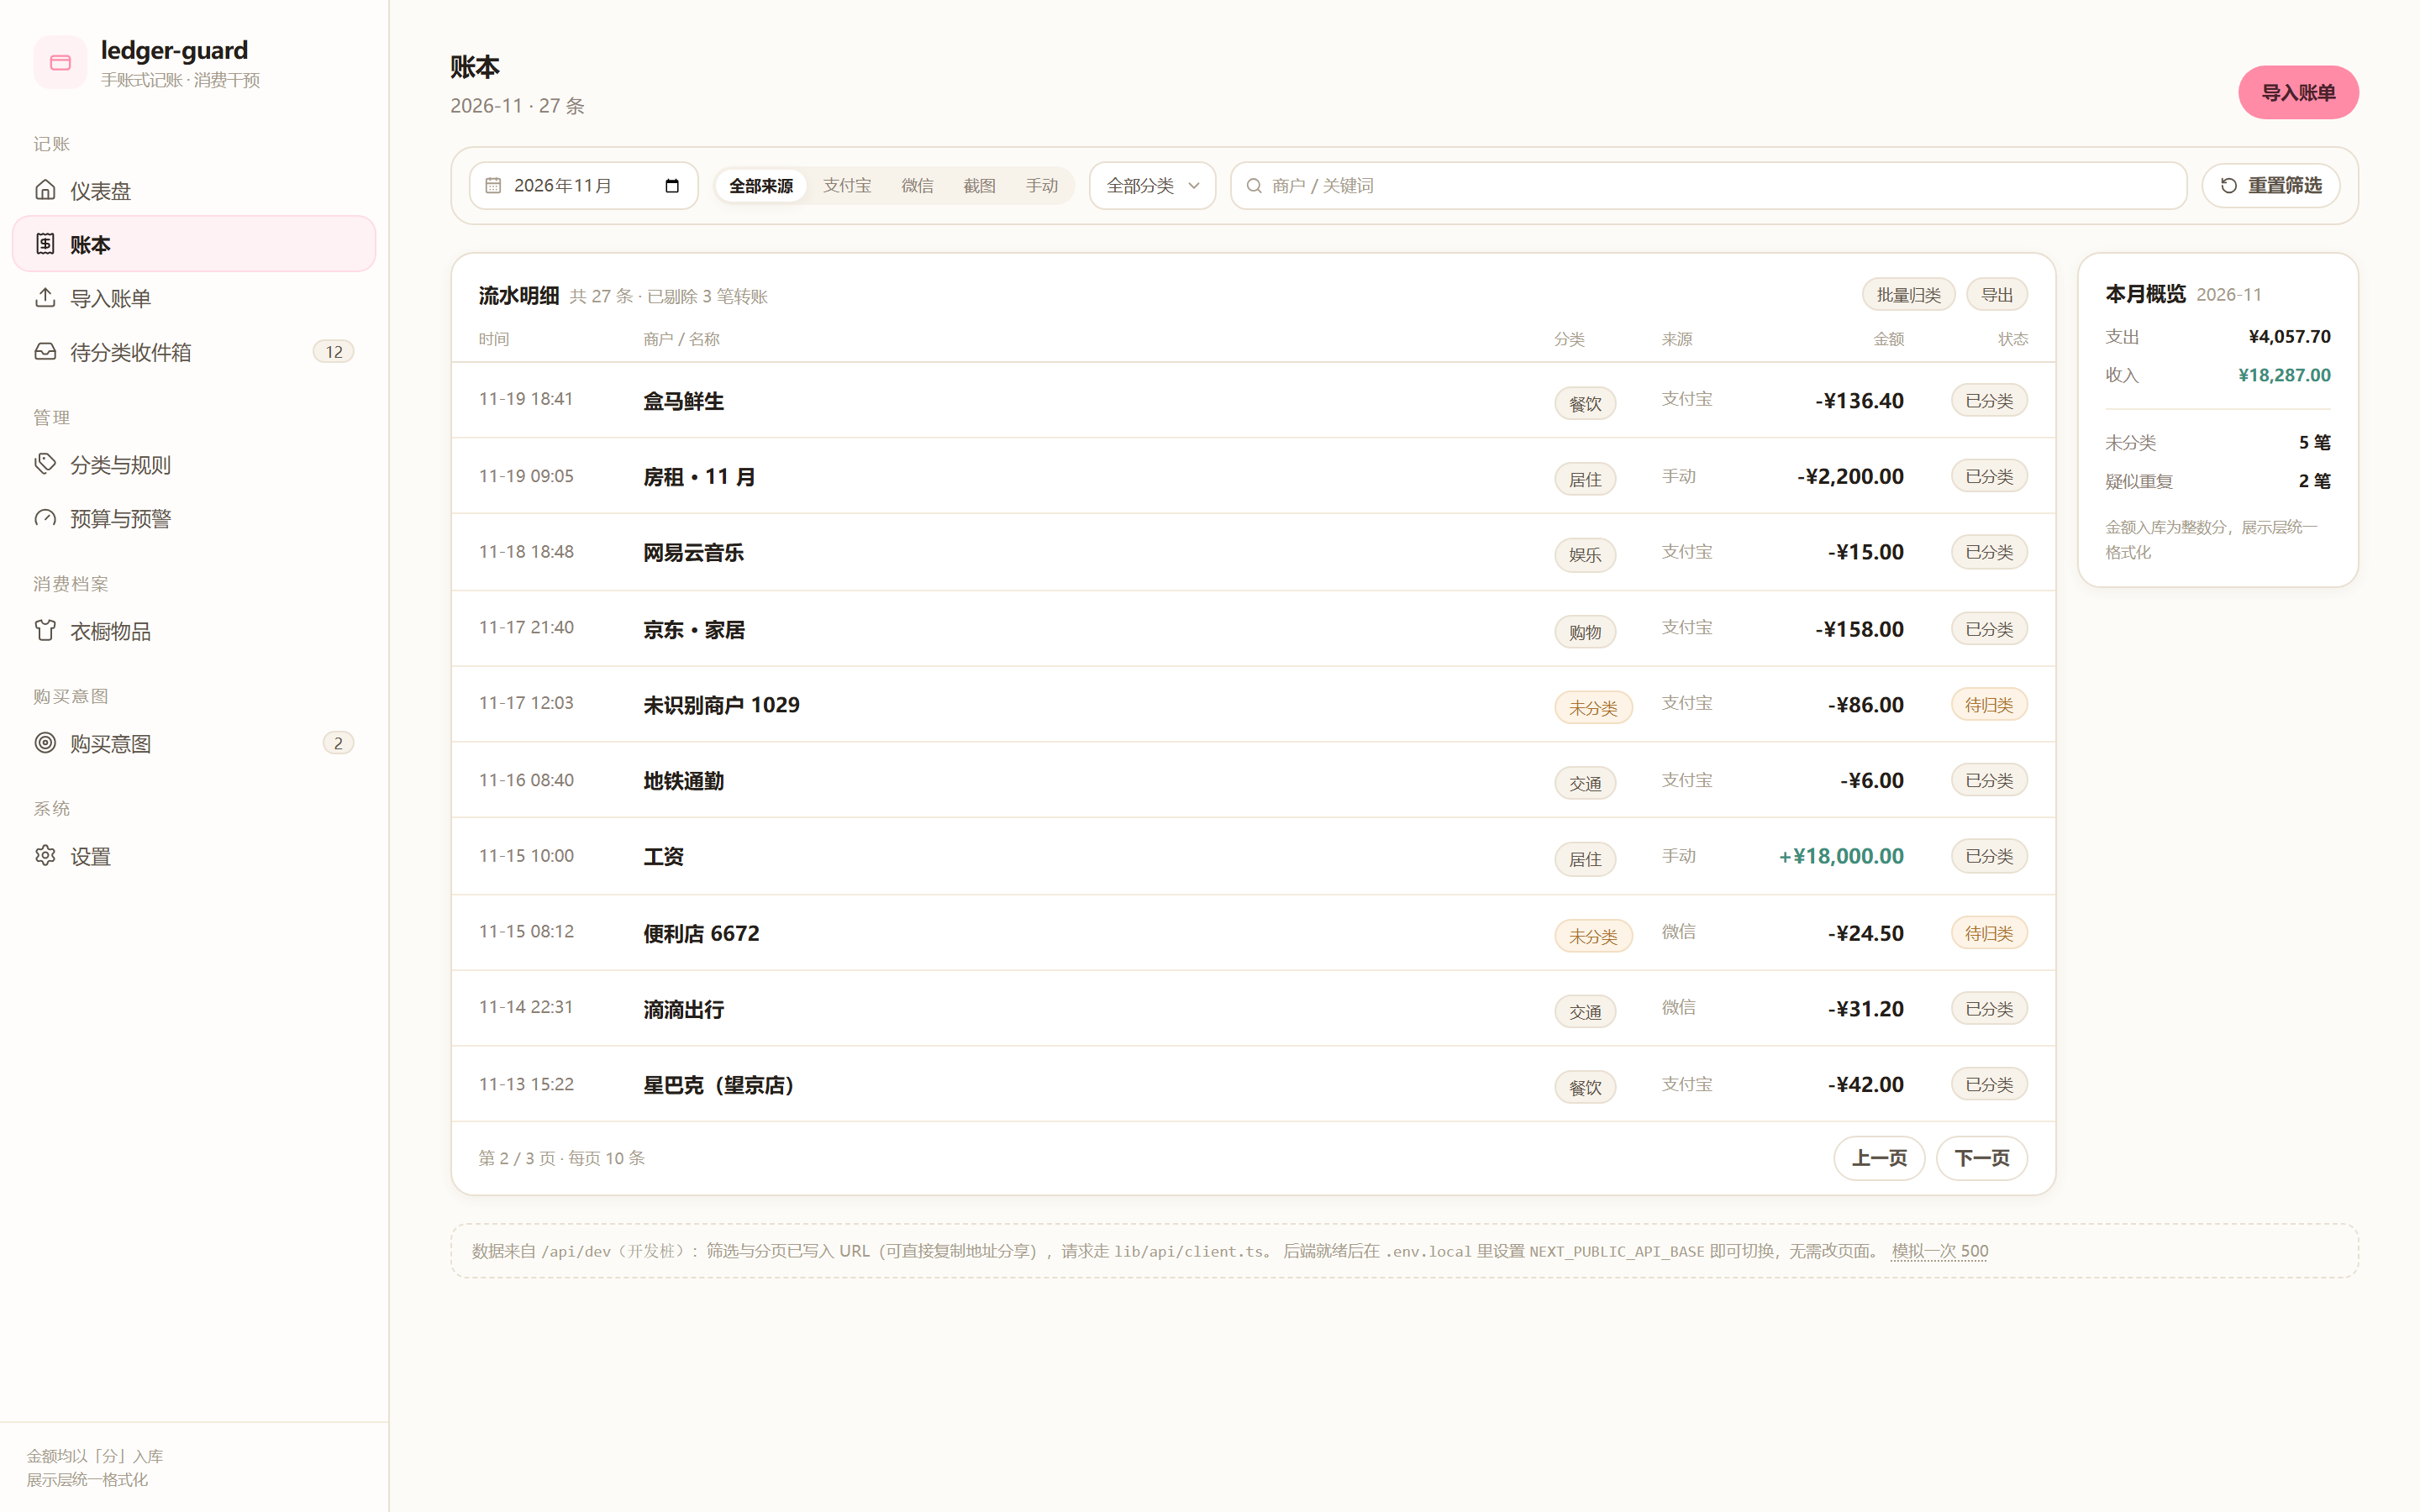 ledger-guard
手账式记账 · 消费干预
记账
仪表盘
账本
导入账单
待分类收件箱 12
管理
分类与规则
预算与预警
消费档案
衣橱物品
购买意图
购买意图 2
系统
设置
金额均以「分」入库
展示层统一格式化
账本
2026-11 · 27 条
导入账单
2026年11月 全部来源 支付宝 微信 截图 手动 全部分类 商户 / 关键词 重置筛选
流水明细 共 27 条 · 已剔除 3 笔转账 批量归类 导出
时间 商户 / 名称 分类 来源 金额 状态
11-19 18:41 盒马鲜生 餐饮 支付宝 -¥136.40 已分类
11-19 09:05 房租 • 11 月 居住 手动 -¥2,200.00 已分类
11-18 18:48 网易云音乐 娱乐 支付宝 -¥15.00 已分类
11-17 21:40 京东 • 家居 购物 支付宝 -¥158.00 已分类
11-17 12:03 未识别商户 1029 未分类 支付宝 -¥86.00 待归类
11-16 08:40 地铁通勤 交通 支付宝 -¥6.00 已分类
11-15 10:00 工资 居住 手动 +¥18,000.00 已分类
11-15 08:12 便利店 6672 未分类 微信 -¥24.50 待归类
11-14 22:31 滴滴出行 交通 微信 -¥31.20 已分类
11-13 15:22 星巴克（望京店） 餐饮 支付宝 -¥42.00 已分类
第 2 / 3 页 · 每页 10 条 上一页 下一页
本月概览 2026-11
支出 ¥4,057.70
收入 ¥18,287.00
未分类 5 笔
疑似重复 2 笔
金额入库为整数分，展示层统一
格式化
数据来自 /api/dev（开发桩）：筛选与分页已写入 URL（可直接复制地址分享），请求走 lib/api/client.ts。 后端就绪后在 .env.local 里设置 NEXT_PUBLIC_API_BASE 即可切换，无需改页面。 模拟一次 500